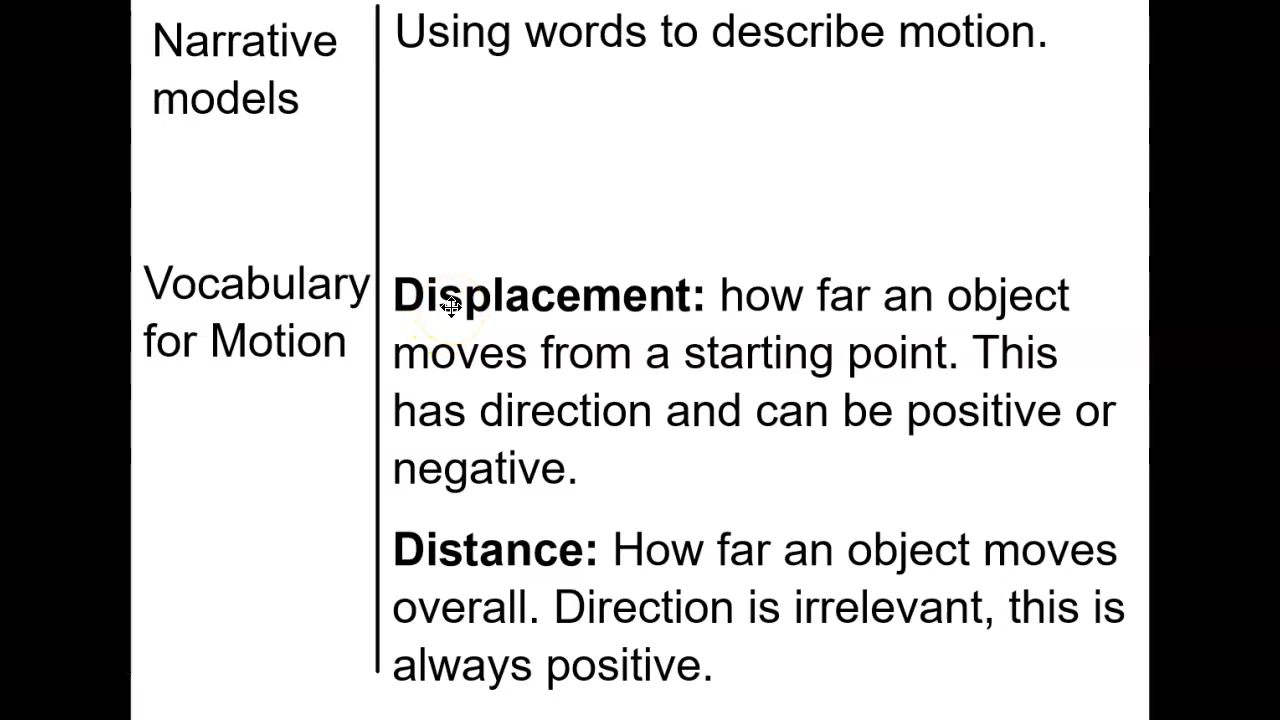 Narrative
models
Using words to describe motion.
Vocabulary
for Motion
Displacement: how far an object
moves from a starting point. This
has direction and can be positive or
negative.
Distance: How far an object moves
overall. Direction is irrelevant, this is
always positive.